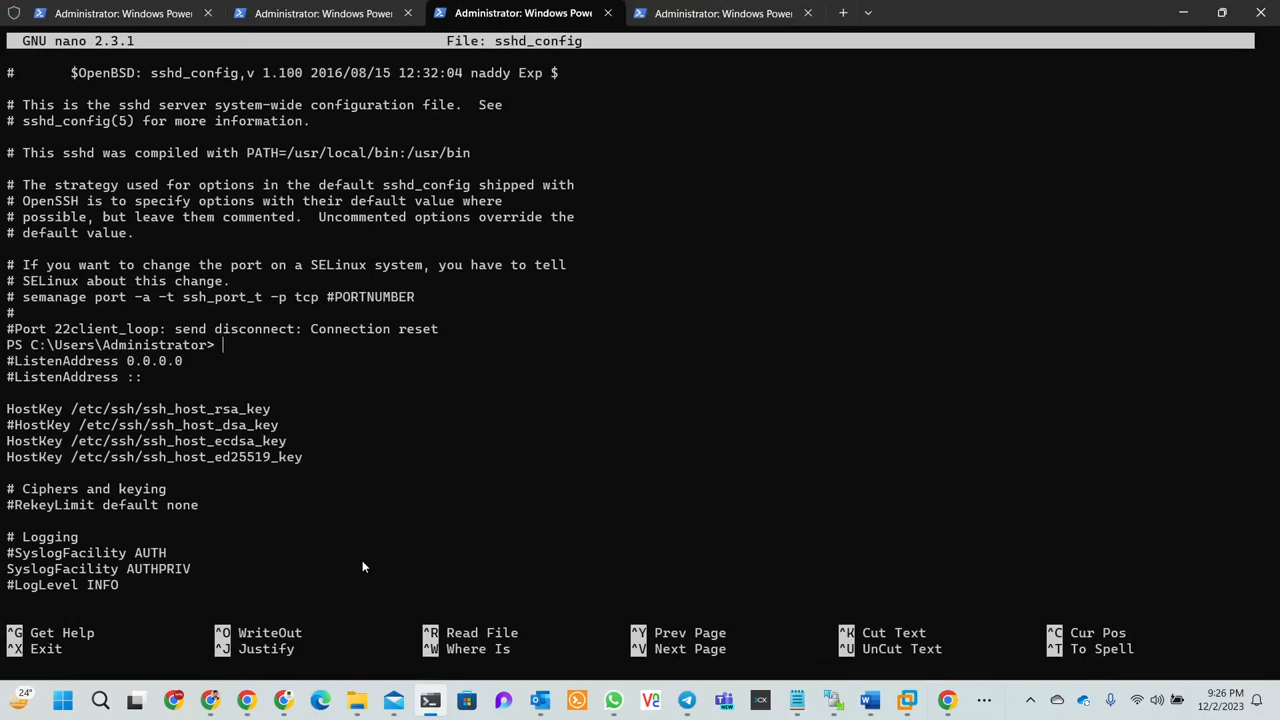 Administrator: Windows Powe
Administrator: Windows Powe
Administrator: Windows Powe
Administrator: Windows Powe
GNU nano 2.3.1 File: sshd_config
# $OpenBSD: sshd_config,v 1.100 2016/08/15 12:32:04 naddy Exp $
# This is the sshd server system-wide configuration file. See
# sshd_config(5) for more information.
# This sshd was compiled with PATH=/usr/local/bin:/usr/bin
# The strategy used for options in the default sshd_config shipped with
# OpenSSH is to specify options with their default value where
# possible, but leave them commented. Uncommented options override the
# default value.
# If you want to change the port on a SELinux system, you have to tell
# SELinux about this change.
# semanage port -a -t ssh_port_t -p tcp #PORTNUMBER
#
#Port 22client_loop: send disconnect: Connection reset
PS C:\Users\Administrator>
#ListenAddress 0.0.0.0
#ListenAddress ::
HostKey /etc/ssh/ssh_host_rsa_key
#HostKey /etc/ssh/ssh_host_dsa_key
HostKey /etc/ssh/ssh_host_ecdsa_key
HostKey /etc/ssh/ssh_host_ed25519_key
# Ciphers and keying
#RekeyLimit default none
# Logging
#SyslogFacility AUTH
SyslogFacility AUTHPRIV
#LogLevel INFO
^G Get Help ^O WriteOut ^R Read File ^Y Prev Page ^K Cut Text ^C Cur Pos
^X Exit ^J Justify ^W Where Is ^V Next Page ^U UnCut Text ^T To Spell
24°
9:26 PM
12/2/2023